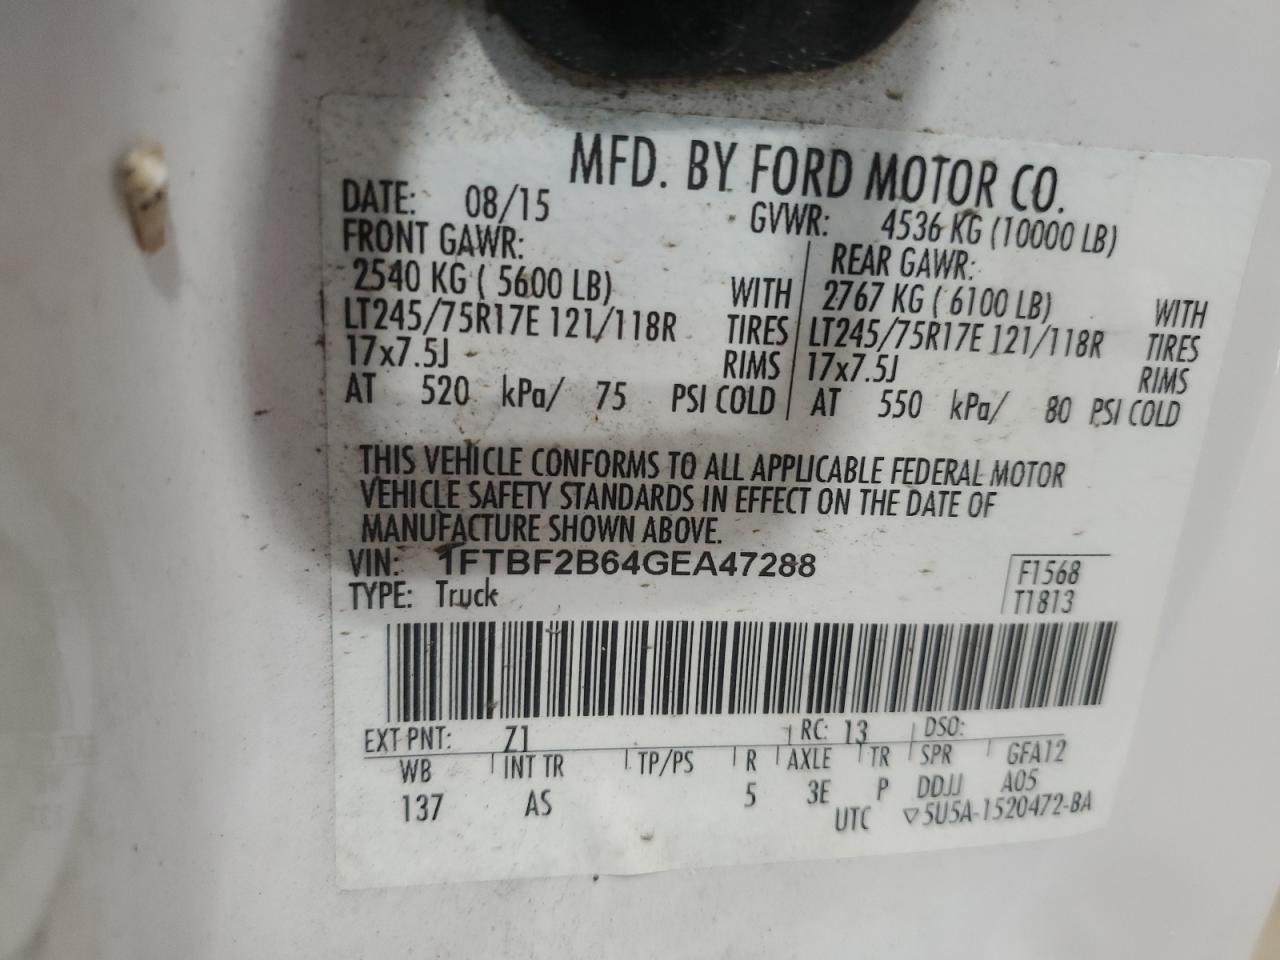 MFD. BY FORD MOTOR CO.
DATE: 08/15 GVWR: 4536 KG (10000 LB)
FRONT GAWR: REAR GAWR:
2540 KG ( 5600 LB) WITH 2767 KG ( 6100 LB) WITH
LT245/75R17E 121/118R TIRES LT245/75R17E 121/118R TIRES
17x7.5J RIMS 17x7.5J RIMS
AT 520 kPa/ 75 PSI COLD AT 550 kPa/ 80 PSI COLD
THIS VEHICLE CONFORMS TO ALL APPLICABLE FEDERAL MOTOR
VEHICLE SAFETY STANDARDS IN EFFECT ON THE DATE OF
MANUFACTURE SHOWN ABOVE.
VIN: 1FTBF2B64GEA47288
TYPE: Truck
F1568
T1813
EXT PNT: Z1 RC: 13 DSO:
WB INT TR TP/PS R AXLE TR SPR GFA12
137 AS 5 3E P DDJJ A05
UTC ▽5U5A-1520472-BA